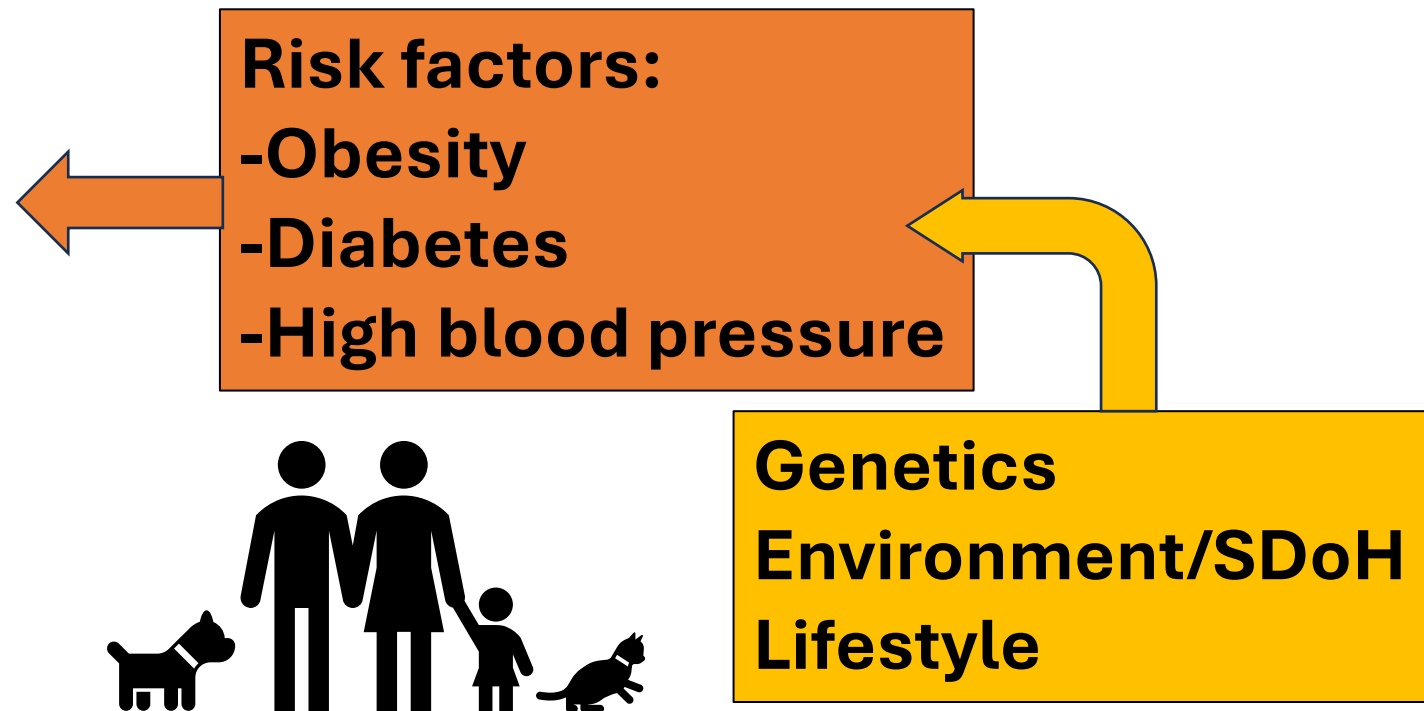 Risk factors:
-Obesity
-Diabetes
-High blood pressure
Genetics
Environment/SDoH
Lifestyle